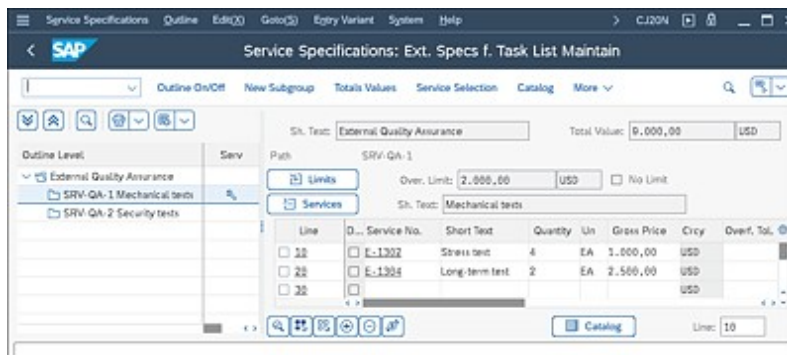 Service Specifications Outline Edit(X) Goto(S) Entry Variant System Help CJ20N
SAP Service Specifications: Ext. Specs f. Task List Maintain
Outline On/Off New Subgroup Totals Values Service Selection Catalog More
Sh. Text: External Quality Assurance Total Value: 9.000,00 USD
Outline Level Serv Path SRV-QA-1
External Quality Assurance
Limits Over. Limit: 2.000,00 USD No Limit
SRV-QA-1 Mechanical tests
Services Sh. Text: Mechanical tests
SRV-QA-2 Security tests
Line D... Service No. Short Text Quantity Un Gross Price Crcy Overf. Tol.
10 E-1302 Stress test 4 EA 1.000,00 USD
20 E-1304 Long-term test 2 EA 2.500,00 USD
30 USD
Catalog Line: 10